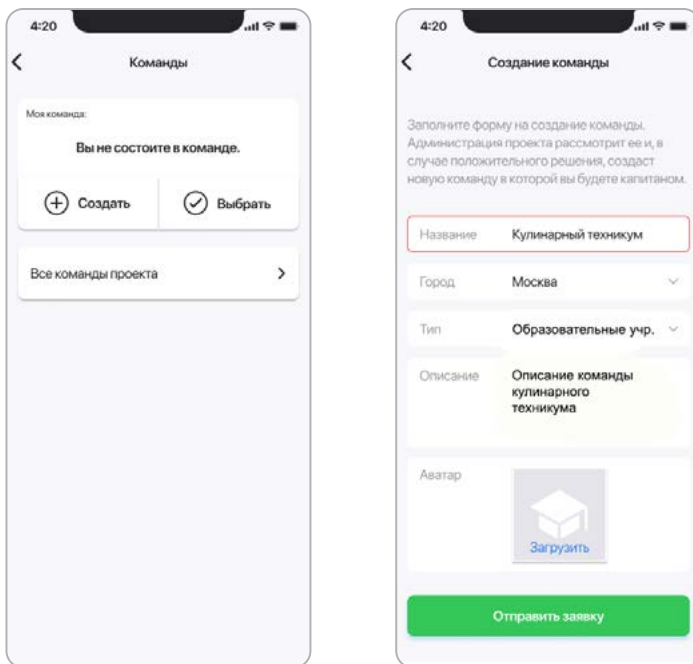 4:20
Команды
Моя команда:
Вы не состоите в команде.
Создать
Выбрать
Все команды проекта
4:20
Создание команды
Заполните форму на создание команды.
Администрация проекта рассмотрит ее и, в
случае положительного решения, создаст
новую команду в которой вы будете капитаном.
Название Кулинарный техникум
Город Москва
Тип Образовательные учр.
Описание Описание команды
кулинарного
техникума
Аватар
Загрузить
Отправить заявку